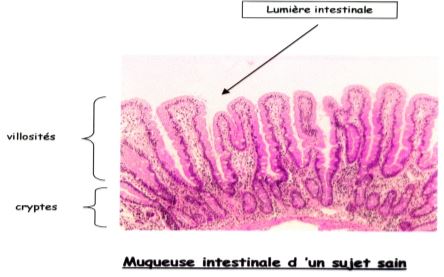 Lumière intestinale
villosités
cryptes
Muqueuse intestinale d 'un sujet sain